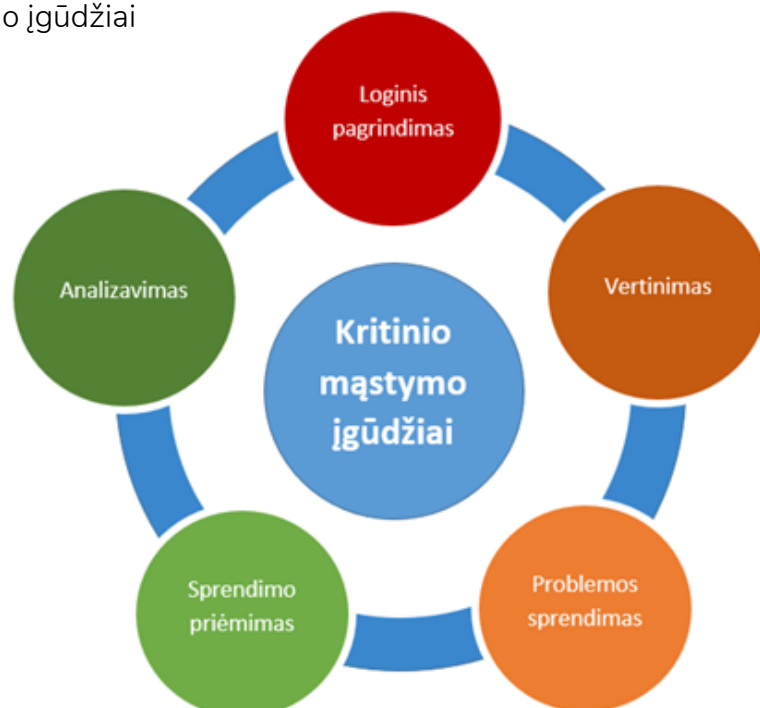 o įgūdžiai
Loginis
pagrindimas
Vertinimas
Problemos
sprendimas
Sprendimo
priėmimas
Analizavimas
Kritinio
mąstymo
įgūdžiai